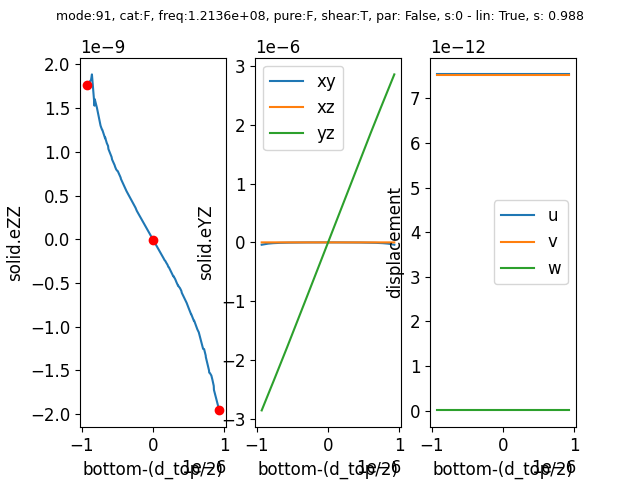 mode:91, cat:F, freq:1.2136e+08, pure:F, shear:T, par: False, s:0 - lin: True, s: 0.988
1e−9
2.0
1.5
1.0
0.5
0.0
−0.5
−1.0
−1.5
−2.0
solid.eZZ
−1
0
1
1e−6
bottom-(d_top/2)
1e−6
3
2
1
0
−1
−2
−3
solid.eYZ
xy
xz
yz
−1
0
1
1e−6
bottom-(d_top/2)
1e−12
7
6
5
4
3
2
1
0
displacement
u
v
w
−1
0
1
1e−6
bottom-(d_top/2)